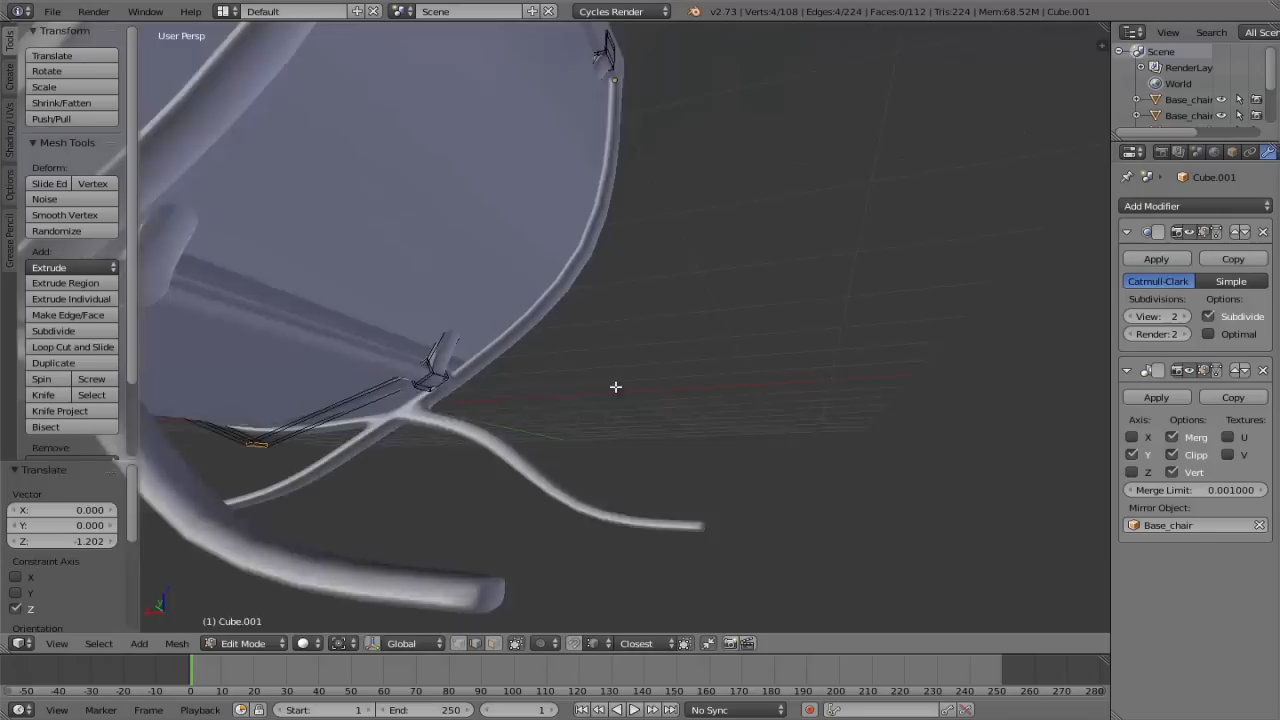 File Render Window Help Default Scene Cycles Render v2.73 | Verts:4/108 | Edges:4/224 | Faces:0/112 | Tris:224 | Mem:68.52M | Cube.001
View Search All Scen
Scene
RenderLay
World
Base_chair
Base_chair
Tools
Create
Shading / UVs
Options
Grease Pencil
Transform
Translate
Rotate
Scale
Shrink/Fatten
Push/Pull
Mesh Tools
Deform:
Slide Ed Vertex
Noise
Smooth Vertex
Randomize
Add:
Extrude
Extrude Region
Extrude Individual
Make Edge/Face
Subdivide
Loop Cut and Slide
Duplicate
Spin Screw
Knife Select
Knife Project
Bisect
Remove:
Translate
Vector
X: 0.000
Y: 0.000
Z: -1.202
Constraint Axis
X
Y
Z
Orientation
User Persp
(1) Cube.001
Cube.001
Add Modifier
Apply Copy
Catmull-Clark Simple
Subdivisions: Options:
View: 2 Subdivide
Render: 2 Optimal
Apply Copy
Axis: Options: Textures:
X Merg U
Y Clipp V
Z Vert
Merge Limit: 0.001000
Mirror Object:
Base_chair
View Select Add Mesh Edit Mode Global Closest
-50 -40 -30 -20 -10 0 10 20 30 40 50 60 70 80 90 100 110 120 130 140 150 160 170 180 190 200 210 220 230 240 250 260 270 280
View Marker Frame Playback Start: 1 End: 250 1 No Sync